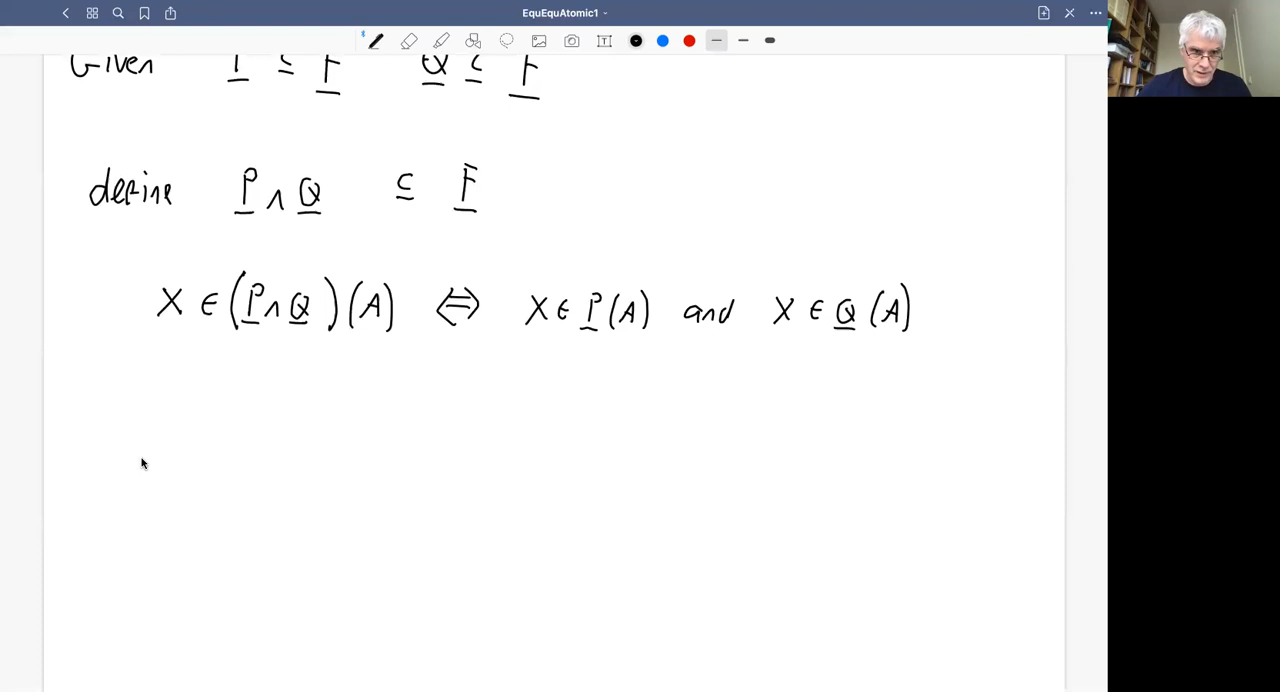 EquEquAtomic1
Given P ⊆ F Q ⊆ F
define P ∧ Q ⊆ F
X ∈ (P ∧ Q)(A) ⇔ X ∈ P(A) and X ∈ Q(A)